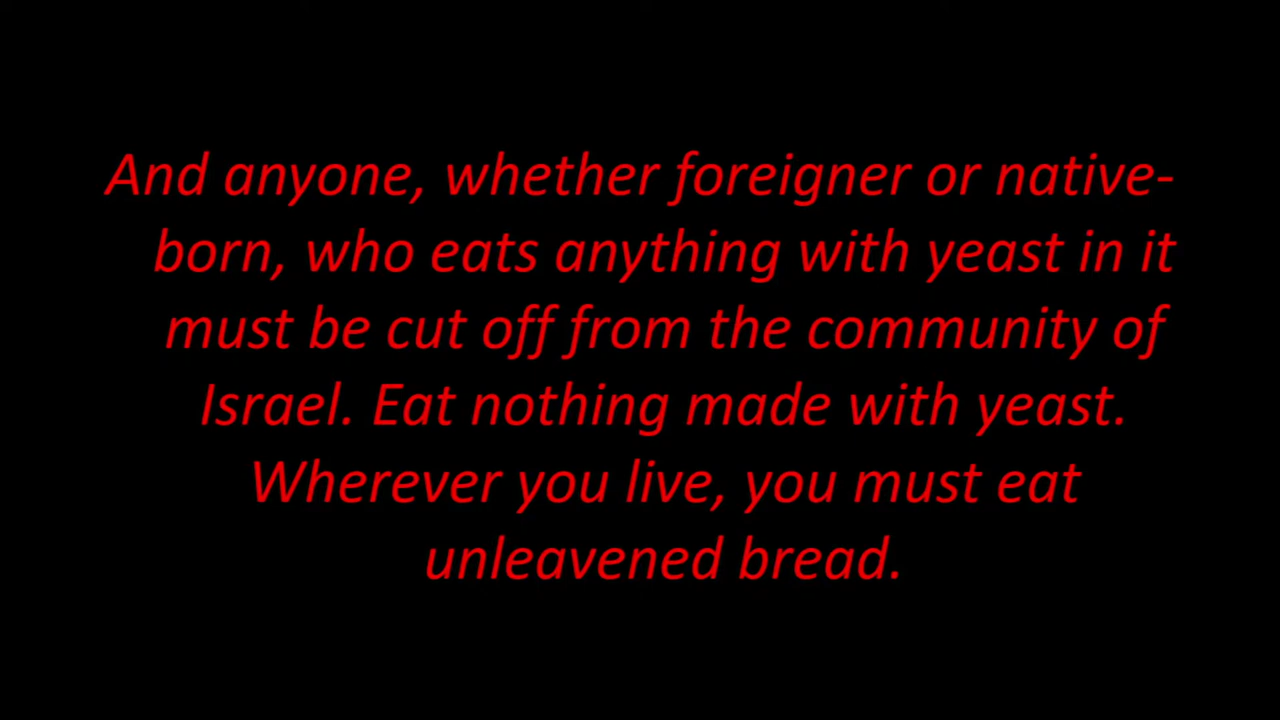 And anyone, whether foreigner or native-
born, who eats anything with yeast in it
must be cut off from the community of
Israel. Eat nothing made with yeast.
Wherever you live, you must eat
unleavened bread.